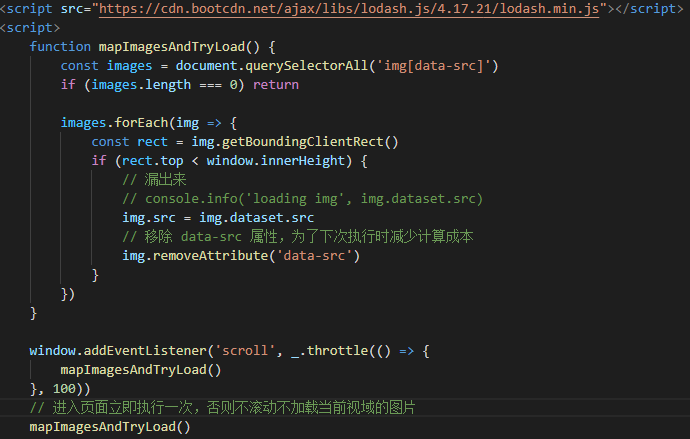 <script src="https://cdn.bootcdn.net/ajax/libs/lodash.js/4.17.21/lodash.min.js"></script>
<script>
    function mapImagesAndTryLoad() {
        const images = document.querySelectorAll('img[data-src]')
        if (images.length === 0) return

        images.forEach(img => {
            const rect = img.getBoundingClientRect()
            if (rect.top < window.innerHeight) {
                // 漏出来
                // console.info('loading img', img.dataset.src)
                img.src = img.dataset.src
                // 移除 data-src 属性，为了下次执行时减少计算成本
                img.removeAttribute('data-src')
            }
        })
    }

    window.addEventListener('scroll', _.throttle(() => {
        mapImagesAndTryLoad()
    }, 100))
    // 进入页面立即执行一次，否则不滚动不加载当前视域的图片
    mapImagesAndTryLoad()